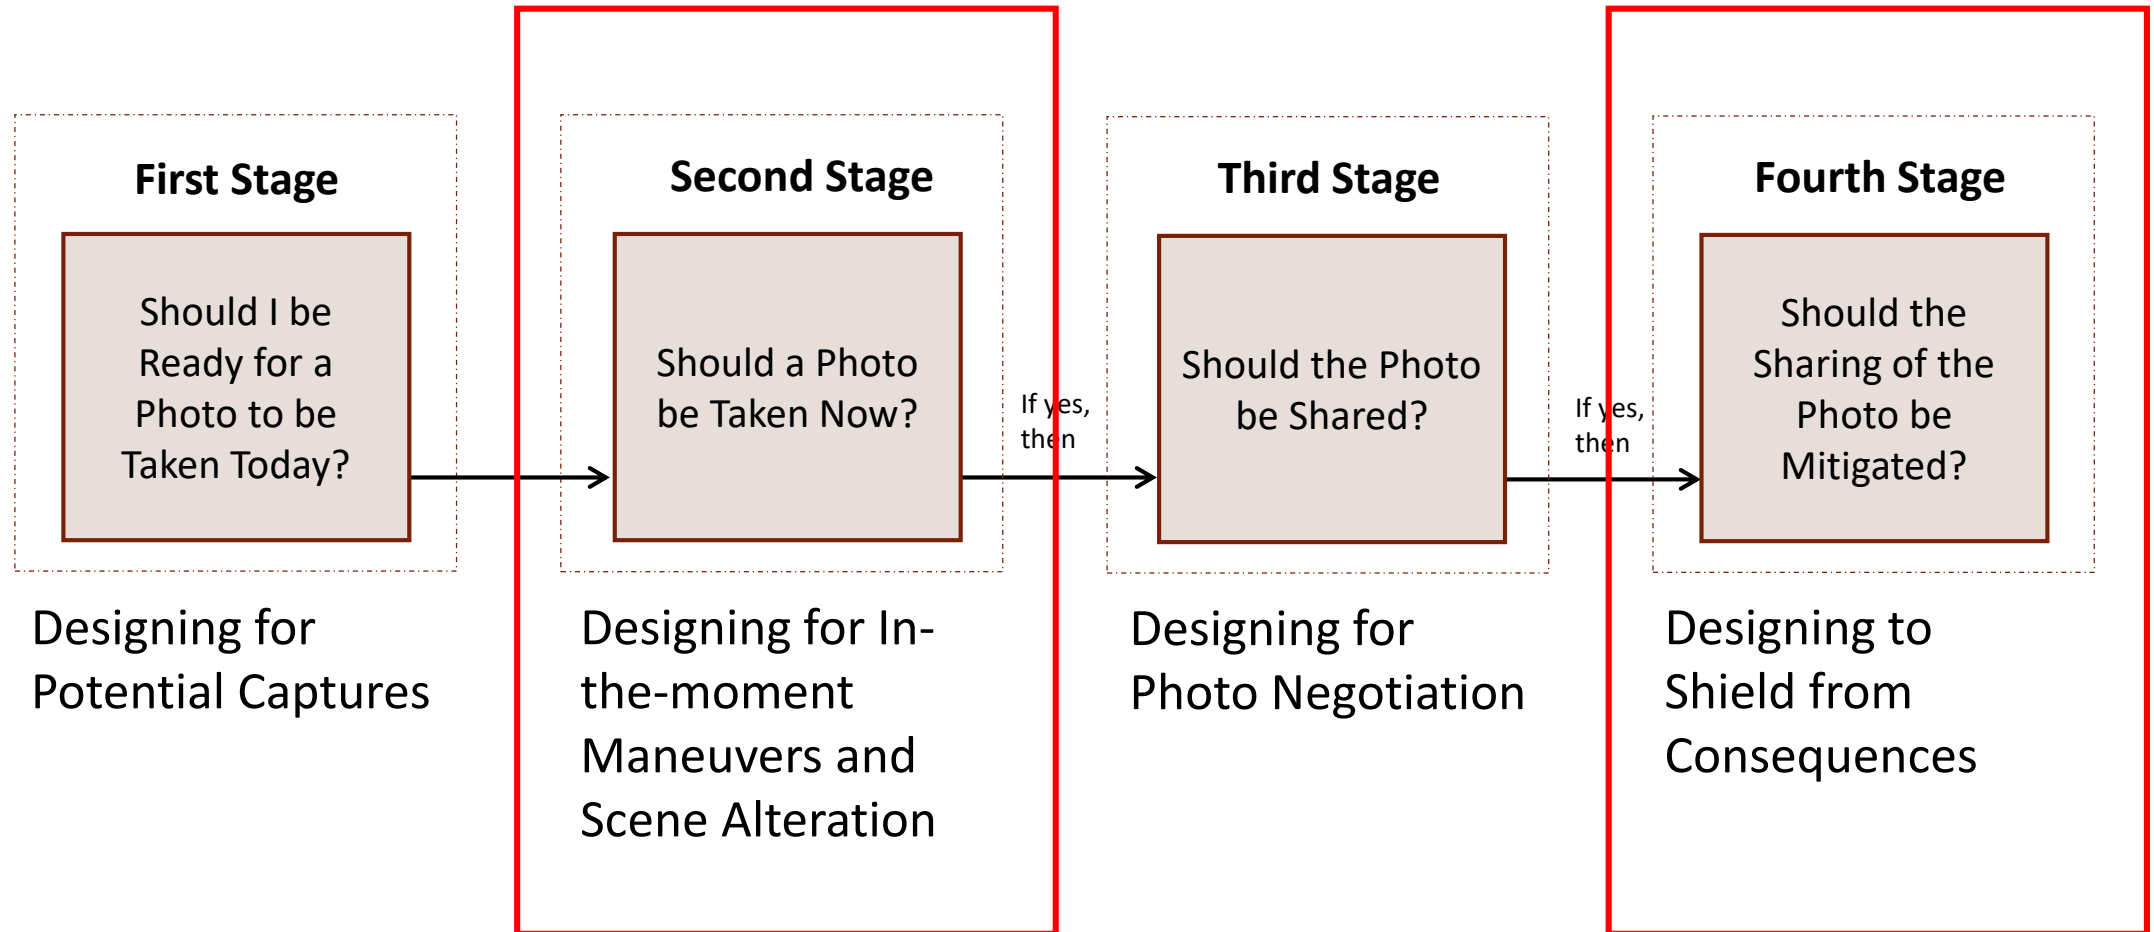 First Stage
Should I be
Ready for a
Photo to be
Taken Today?
Designing for
Potential Captures
Second Stage
Should a Photo
be Taken Now?
Designing for In-
the-moment
Maneuvers and
Scene Alteration
If yes,
then
Third Stage
Should the Photo
be Shared?
Designing for
Photo Negotiation
If yes,
then
Fourth Stage
Should the
Sharing of the
Photo be
Mitigated?
Designing to
Shield from
Consequences